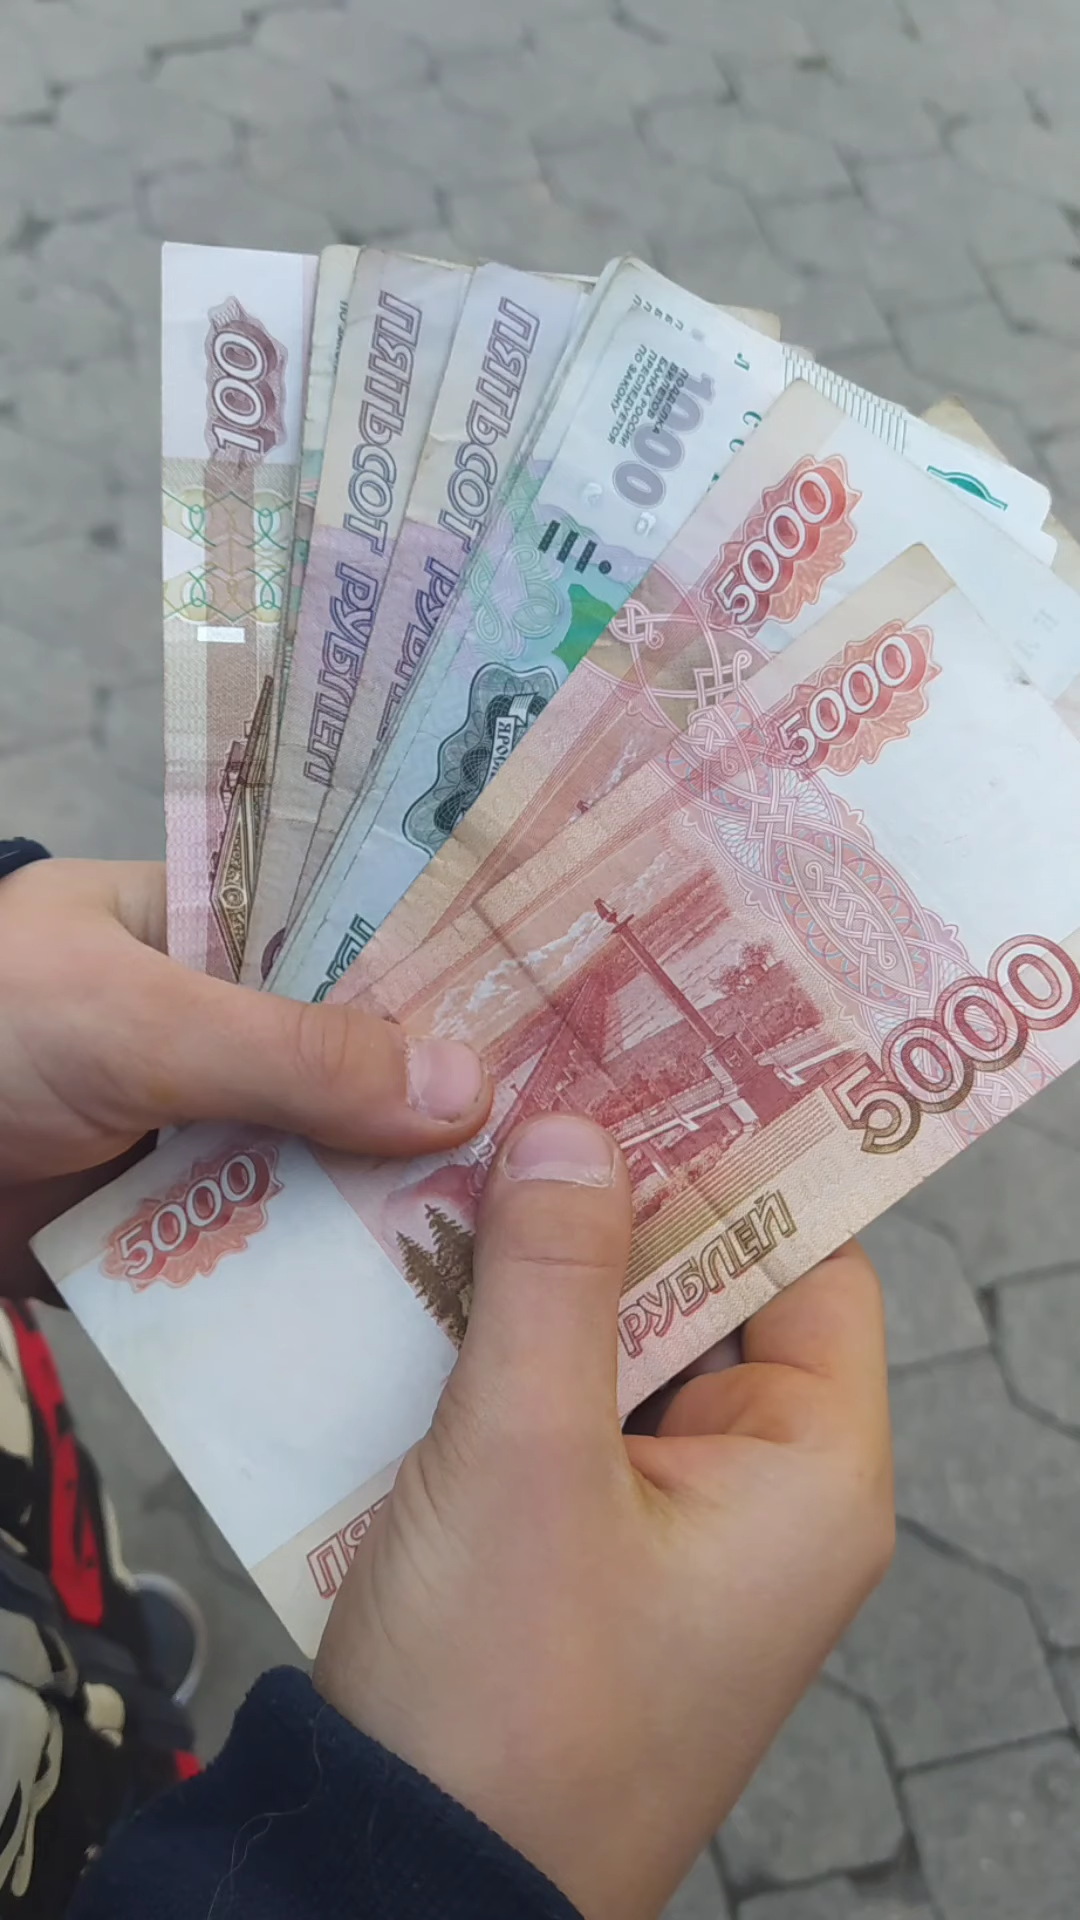 100
ПЯТЬСОТ РУБЛЕЙ
ПЯТЬСОТ
1000
ПОДДЕЛКА
БИЛЕТОВ
БАНКА РОССИИ
ПРЕСЛЕДУЕТСЯ
ПО ЗАКОНУ
5000
5000
5000
РУБЛЕЙ
5000